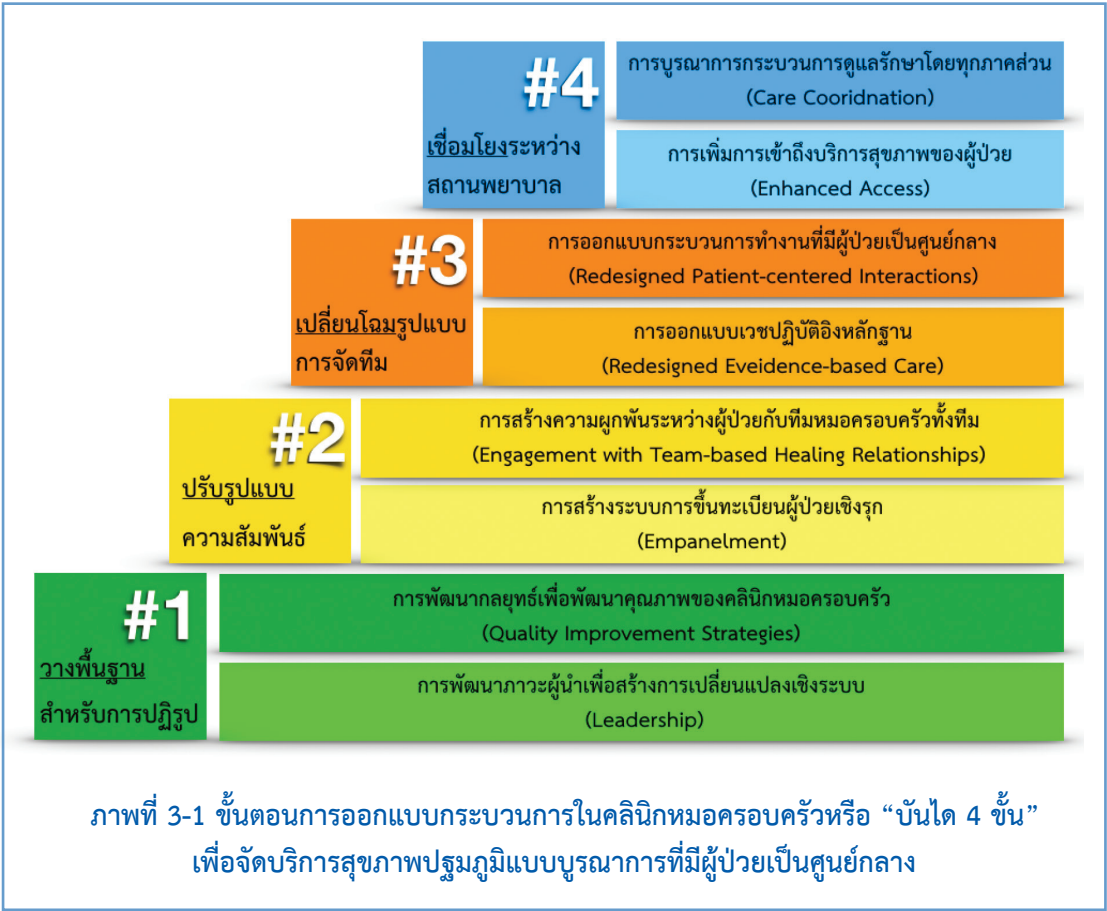 #4
เชื่อมโยงระหว่าง
สถานพยาบาล
การบูรณาการกระบวนการดูแลรักษาโดยทุกภาคส่วน
(Care Cooridnation)
การเพิ่มการเข้าถึงบริการสุขภาพของผู้ป่วย
(Enhanced Access)
#3
เปลี่ยนโฉมรูปแบบ
การจัดทีม
การออกแบบกระบวนการทำงานที่มีผู้ป่วยเป็นศูนย์กลาง
(Redesigned Patient-centered Interactions)
การออกแบบเวชปฏิบัติอิงหลักฐาน
(Redesigned Eveidence-based Care)
#2
ปรับรูปแบบ
ความสัมพันธ์
การสร้างความผูกพันระหว่างผู้ป่วยกับทีมหมอครอบครัวทั้งทีม
(Engagement with Team-based Healing Relationships)
การสร้างระบบการขึ้นทะเบียนผู้ป่วยเชิงรุก
(Empanelment)
#1
วางพื้นฐาน
สำหรับการปฏิรูป
การพัฒนากลยุทธ์เพื่อพัฒนาคุณภาพของคลินิกหมอครอบครัว
(Quality Improvement Strategies)
การพัฒนาภาวะผู้นำเพื่อสร้างการเปลี่ยนแปลงเชิงระบบ
(Leadership)
ภาพที่ 3-1 ขั้นตอนการออกแบบกระบวนการในคลินิกหมอครอบครัวหรือ “บันได 4 ขั้น”
เพื่อจัดบริการสุขภาพปฐมภูมิแบบบูรณาการที่มีผู้ป่วยเป็นศูนย์กลาง